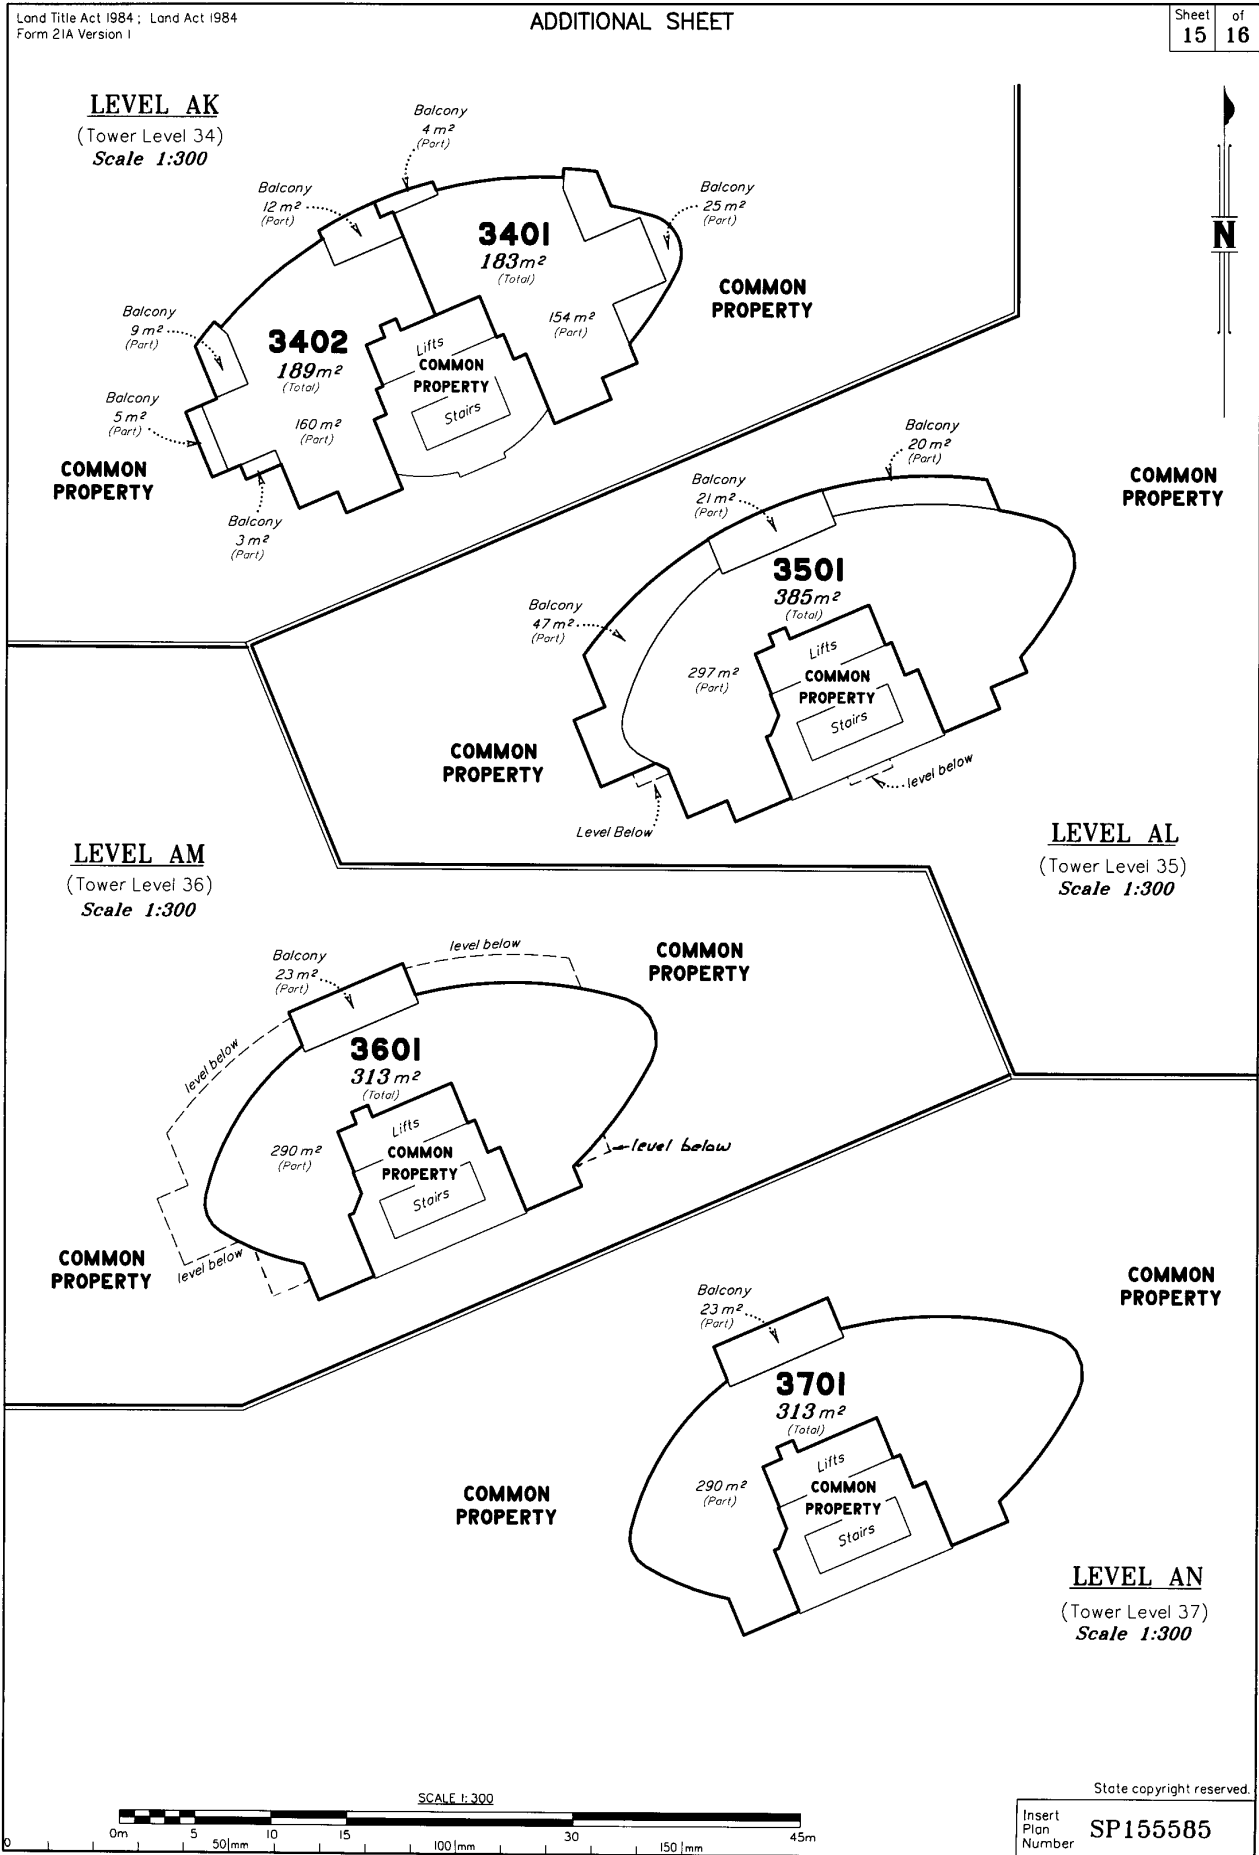 Land Title Act 1984 ; Land Act 1984
Form 21A Version 1
ADDITIONAL SHEET
Sheet of
15 16
LEVEL AK
(Tower Level 34)
Scale 1:300
Balcony
4 m²
(Part)
Balcony
12 m²
(Part)
Balcony
25 m²
(Part)
N
3401
183m²
(Total)
COMMON
PROPERTY
Balcony
9 m²
(Part)
154 m²
(Part)
3402
189m²
(Total)
Lifts
COMMON
PROPERTY
Stairs
Balcony
5 m²
(Part)
160 m²
(Part)
COMMON
PROPERTY
Balcony
3 m²
(Part)
Balcony
20 m²
(Part)
COMMON
PROPERTY
Balcony
21 m²
(Part)
3501
385m²
(Total)
Balcony
47 m²
(Part)
Lifts
297 m²
(Part)
COMMON
PROPERTY
Stairs
COMMON
PROPERTY
level below
Level Below
LEVEL AL
(Tower Level 35)
Scale 1:300
LEVEL AM
(Tower Level 36)
Scale 1:300
level below
COMMON
PROPERTY
Balcony
23 m²
(Part)
level below
3601
313 m²
(Total)
Lifts
290 m²
(Part)
COMMON
PROPERTY
Stairs
level below
COMMON
PROPERTY
level below
COMMON
PROPERTY
Balcony
23 m²
(Part)
3701
313 m²
(Total)
Lifts
290 m²
(Part)
COMMON
PROPERTY
Stairs
COMMON
PROPERTY
LEVEL AN
(Tower Level 37)
Scale 1:300
State copyright reserved.
SCALE 1:300
0m 5 10 15 30 45m
0 50 mm 100 mm 150 mm
Insert
Plan
Number
SP155585